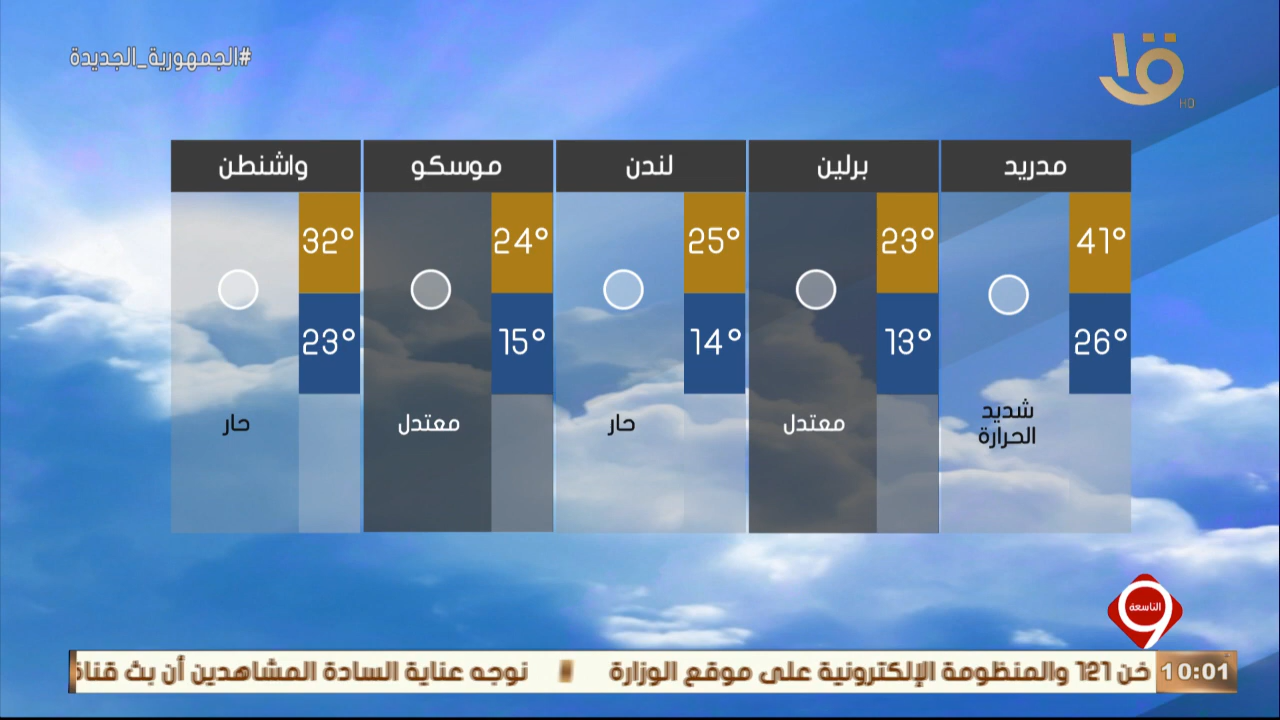 #الجمهورية_الجديدة
HD
مدريد
41°
26°
شديد
الحرارة
برلين
23°
13°
معتدل
لندن
25°
14°
حار
موسكو
24°
15°
معتدل
واشنطن
32°
23°
حار
التاسعة
9
10:01
خن 121 والمنظومة الإلكترونية على موقع الوزارة نوجه عناية السادة المشاهدين أن بث قناة